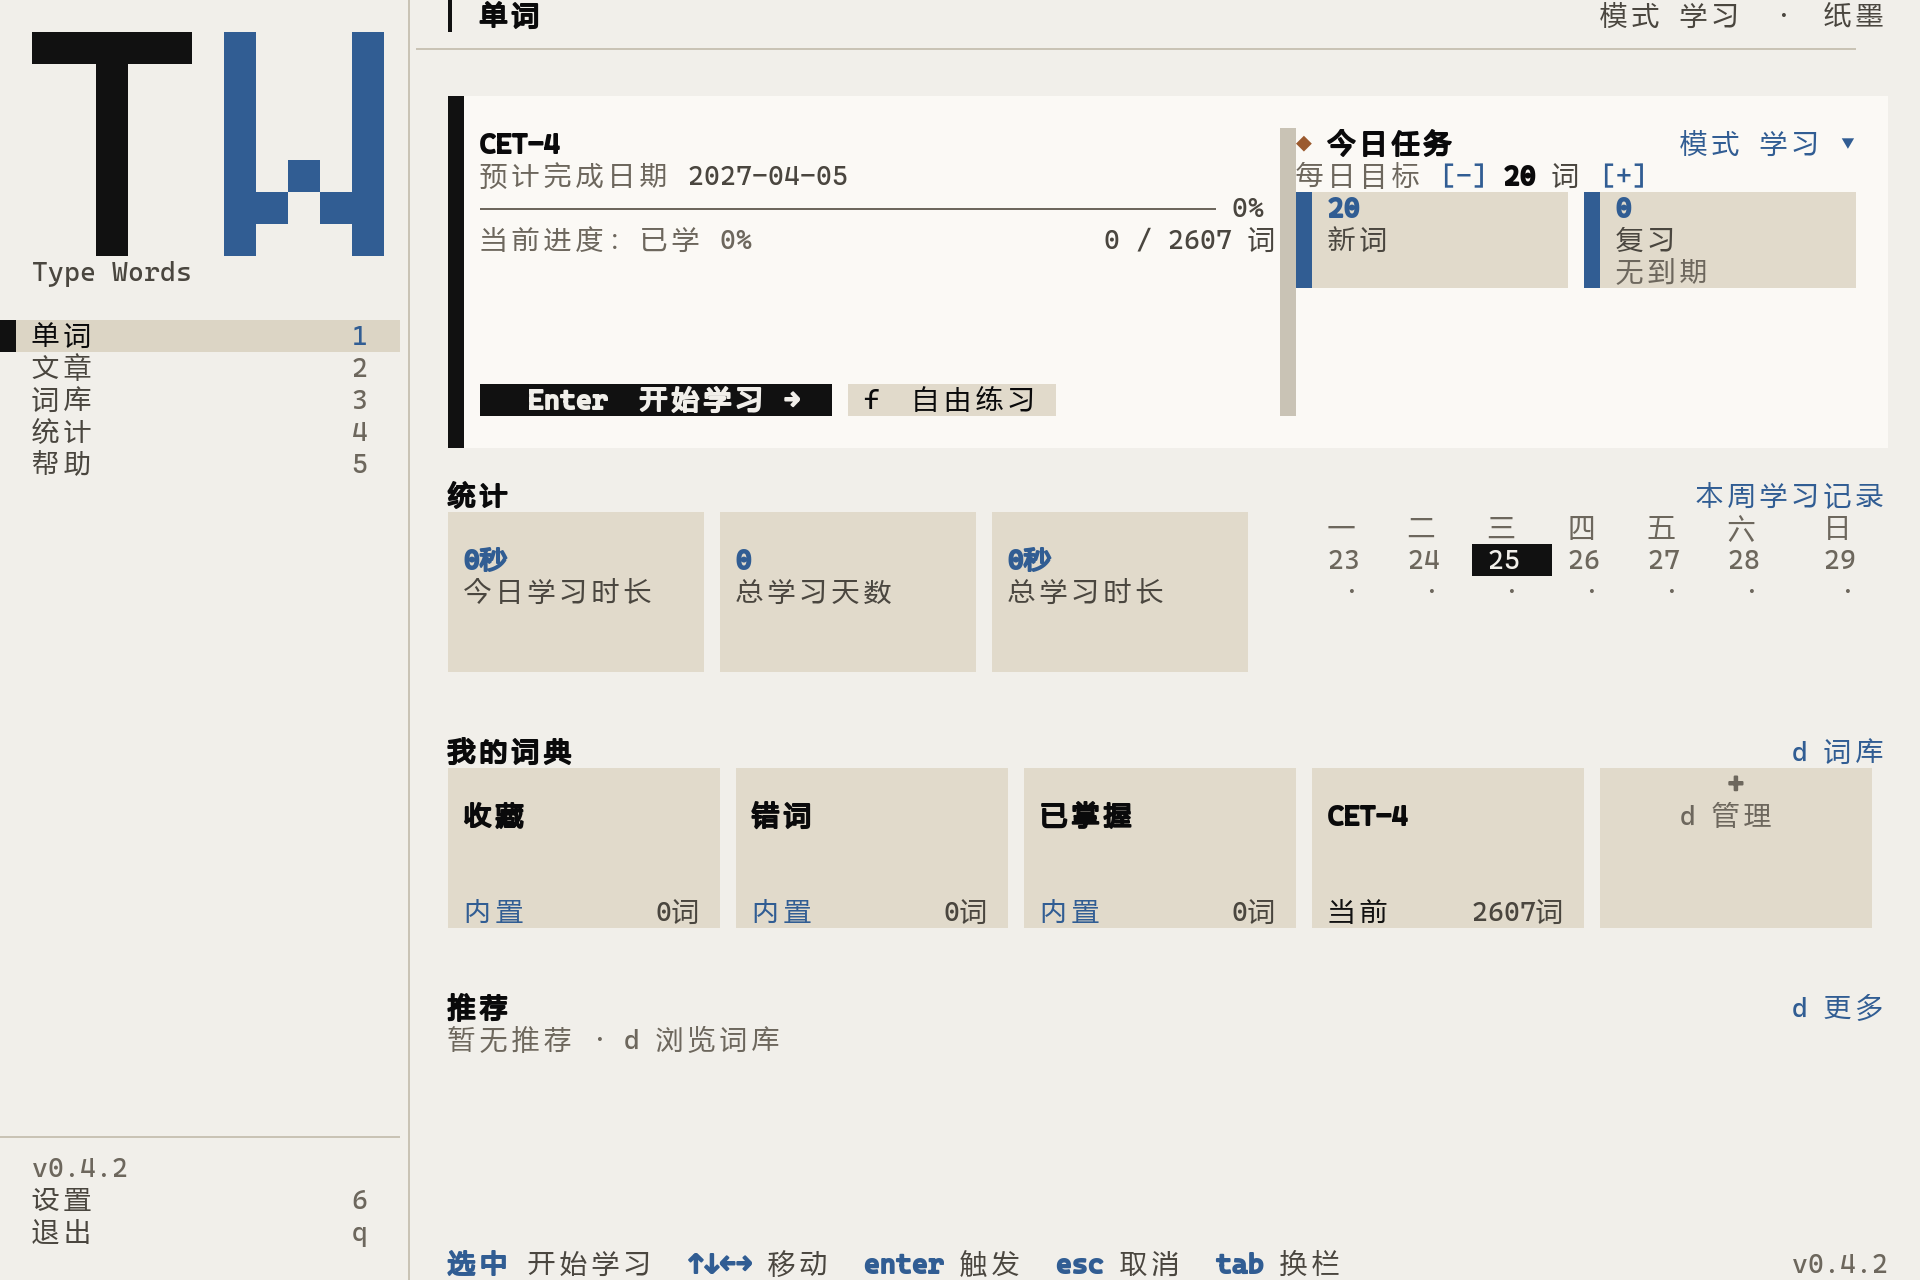 TW
Type Words
单词 1
文章 2
词库 3
统计 4
帮助 5
v0.4.2
设置 6
退出 q
单词 模式 学习 · 纸墨
CET-4
预计完成日期 2027-04-05
0%
当前进度: 已学 0% 0 / 2607 词
Enter 开始学习 → f 自由练习
◆ 今日任务 模式 学习 ▼
每日目标 [-] 20 词 [+]
20
新词
0
复习
无到期
统计
0秒
今日学习时长
0
总学习天数
0秒
总学习时长
本周学习记录
一 二 三 四 五 六 日
23 24 25 26 27 28 29
· · · · · · ·
我的词典 d 词库
收藏
内置 0词
错词
内置 0词
已掌握
内置 0词
CET-4
当前 2607词
+
d 管理
推荐 d 更多
暂无推荐 · d 浏览词库
选中 开始学习 ↑↓←→ 移动 enter 触发 esc 取消 tab 换栏 v0.4.2